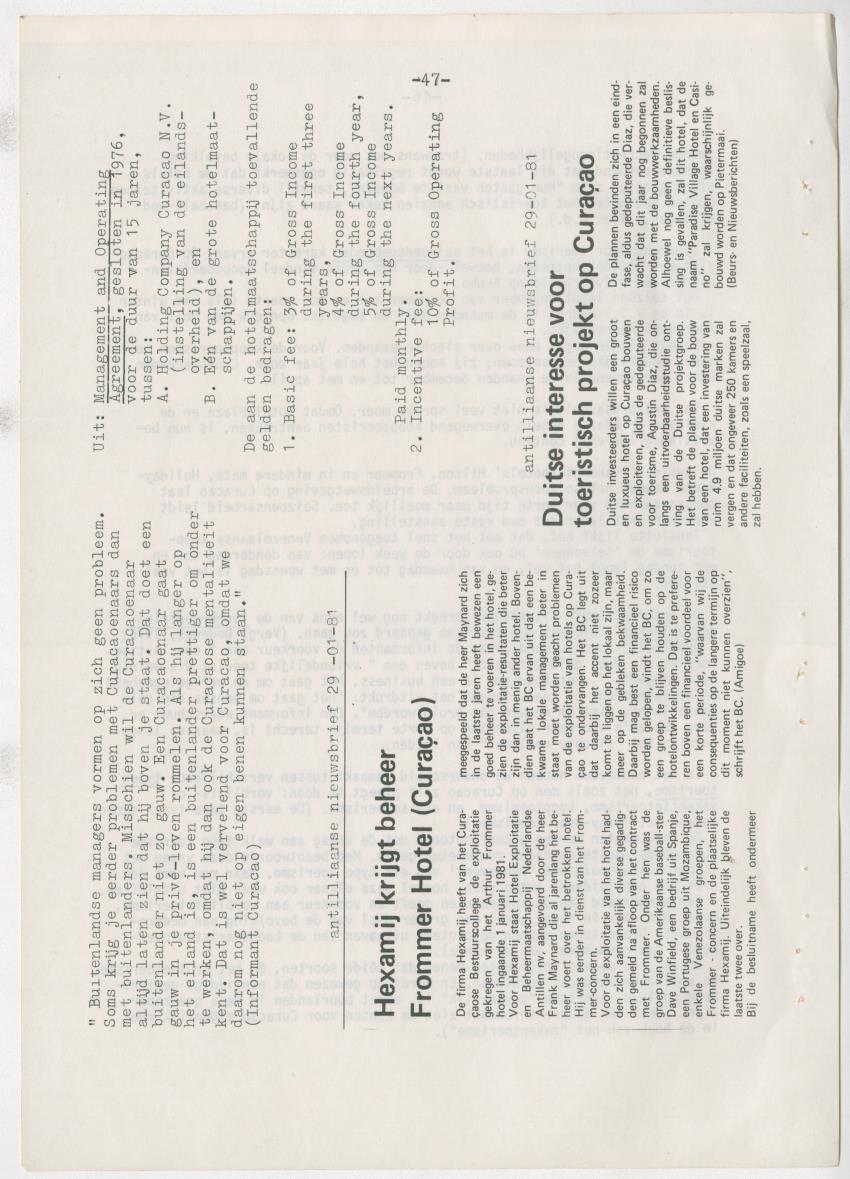 -47-
" Buitenlandse managers vormen op zich geen probleem.
Soms krijg je eerder problemen met Curacaoenaars dan
met buitenlanders. Misschien wil de Curacaoenaar
altijd laten zien dat hij boven je staat. Dat doet een
buitenlander niet zo gauw. Een Curacaoenaar gaat
gauw in je privé-leven rommelen. Als hij langer op
het eiland is, is een buitenlander prettiger om onder
te werken, omdat hij dan ook de Curacaose mentaliteit
kent. Dat is wel vervelend voor Curacao, omdat we
daarom nog niet op eigen benen kunnen staan."
(Informant Curacao)
antilliaanse nieuwsbrief 29 -01-81
Hexamij krijgt beheer
Frommer Hotel (Curaçao)
De firma Hexamij heeft van het Cura-
çaose Bestuurscollege de exploitatie
gekregen van het Arthur Frommer
hotel ingaande 1 januari 1981.
Voor Hexamij staat Hotel Exploitatie
en Beheermaatschappij Nederlandse
Antillen nv, aangevoerd door de heer
Frank Maynard die al jarenlang het be-
heer voert over het betrokken hotel.
Hij was eerder in dienst van het From-
mer-concern.
Voor de exploitatie van het hotel had-
den zich aanvankelijk diverse gegadig-
den gemeld na afloop van het contract
met Frommer. Onder hen was de
groep van de Amerikaanse baseball-ster
Dave Winfield, een bedrijf uit Spanje,
een Portugese groep uit Mozambique,
enkele Venezolaanse groepen, het
Frommer - concern en de plaatselijke
firma Hexamij. Uiteindelijk bleven de
laatste twee over.
Bij de besluitname heeft ondermeer
meegespeeld dat de heer Maynard zich
in de laatste jaren heeft bewezen een
goed beheer te voeren in het hotel, ge-
zien de exploitatie-resultaten die beter
zijn dan in menig ander hotel. Boven-
dien gaat het BC ervan uit dat een be-
kwame lokale management beter in
staat moet worden geacht problemen
van de exploitatie van hotels op Cura-
çao te ondervangen. Het BC legt uit
dat daarbij het accent niet zozeer
komt te liggen op het lokaal zijn, maar
meer op de gebleken bekwaamheid.
Daarbij mag best een financieel risico
worden gelopen, vindt het BC, om zo
een groep te blijven houden op de
hotelontwikkelingen. Dat is te prefere-
ren boven een financieel voordeel voor
een korte periode, "waarvan wij de
consequenties op de langere termijn op
dit moment niet kunnen overzien",
schrijft het BC. (Amigoe)
Uit: Management and Operating
Agreement, gesloten in 1976,
voor de duur van 15 jaren,
tussen:
A. Holding Company Curacao N.V.
(instelling van de eilands-
overheid), en
B. Eén van de grote hotelmaat-
schappijen.
De aan de hotelmaatschappij toevallende
gelden bedragen:
1. Basic fee: 3% of Gross Income
during the first three
years,
4% of Gross Income
during the fourth year,
5% of Gross Income
during the next years.
Paid monthly.
2. Incentive fee:
10% of Gross Operating
Profit.
antilliaanse nieuwsbrief 29-01-81
Duitse interesse voor
toeristisch projekt op Curaçao
Duitse investeerders willen een groot
en luxueus hotel op Curaçao bouwen
en exploiteren, aldus de gedeputeerde
voor toerisme, Agustin Diaz, die on-
langs een uitvoerbaarheidsstudie ont-
ving van de Duitse projektgroep.
Het betreft de plannen voor de bouw
van een hotel, dat een investering van
ruim 4.9 miljoen duitse marken zal
vergen en dat ongeveer 250 kamers en
andere faciliteiten, zoals een speelzaal,
zal hebben.
De plannen bevinden zich in een eind-
fase, aldus gedeputeerde Diaz, die ver-
wacht dat dit jaar nog begonnen zal
worden met de bouwwerkzaamheden.
Alhoewel nog geen definitieve beslis-
sing is gevallen, zal dit hotel, dat de
naam "Paradise Village Hotel en Casi-
no" zal krijgen, waarschijnlijk ge-
bouwd worden op Pietermaai.
(Beurs- en Nieuwsberichten)